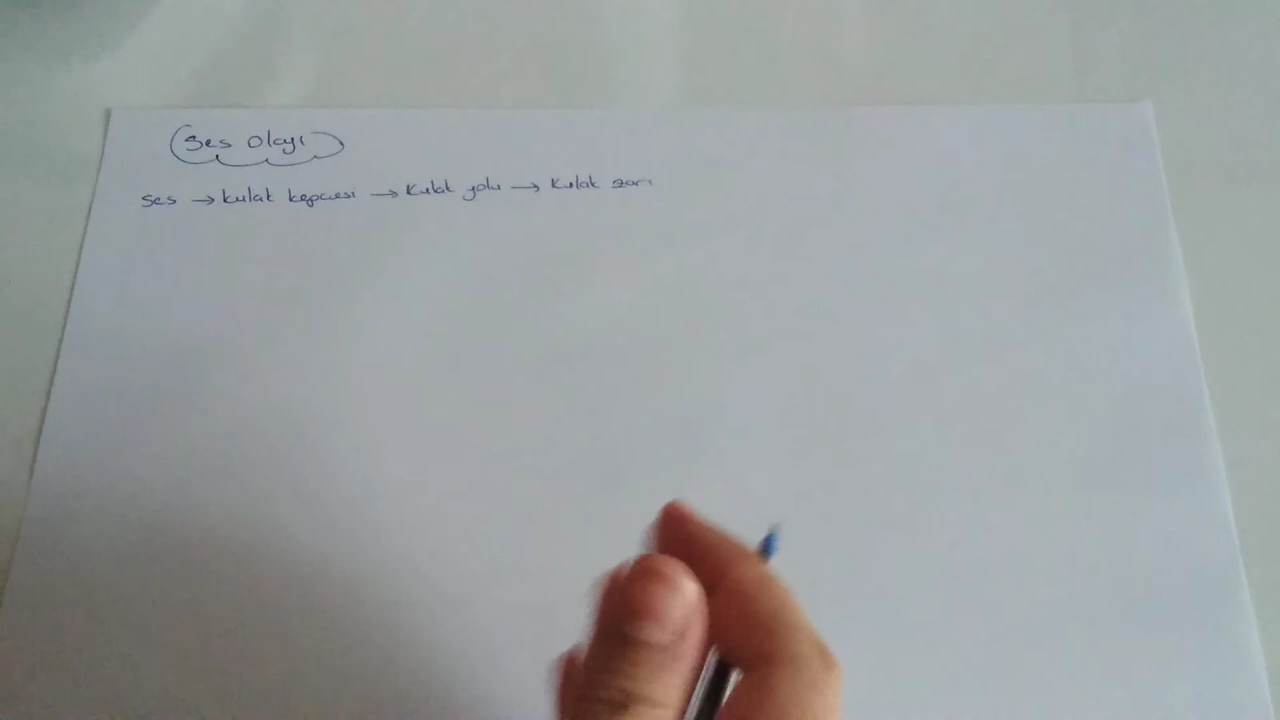 Ses Olayı
Ses → kulak kepçesi → Kulak yolu → Kulak zarı